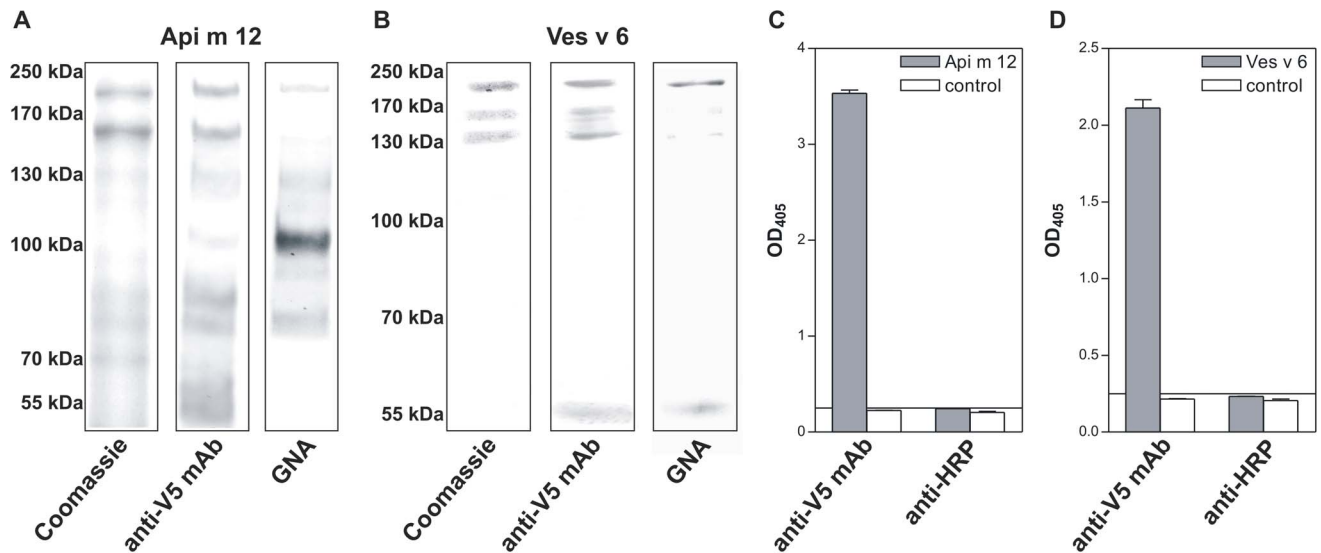 A
Api m 12
250 kDa
170 kDa
130 kDa
100 kDa
70 kDa
55 kDa
Coomassie
anti-V5 mAb
GNA
B
Ves v 6
250 kDa
170 kDa
130 kDa
100 kDa
70 kDa
55 kDa
Coomassie
anti-V5 mAb
GNA
C
OD405
4
3
2
1
0
Api m 12
control
anti-V5 mAb
anti-HRP
D
OD405
2.5
2.0
1.5
1.0
0.5
0.0
Ves v 6
control
anti-V5 mAb
anti-HRP